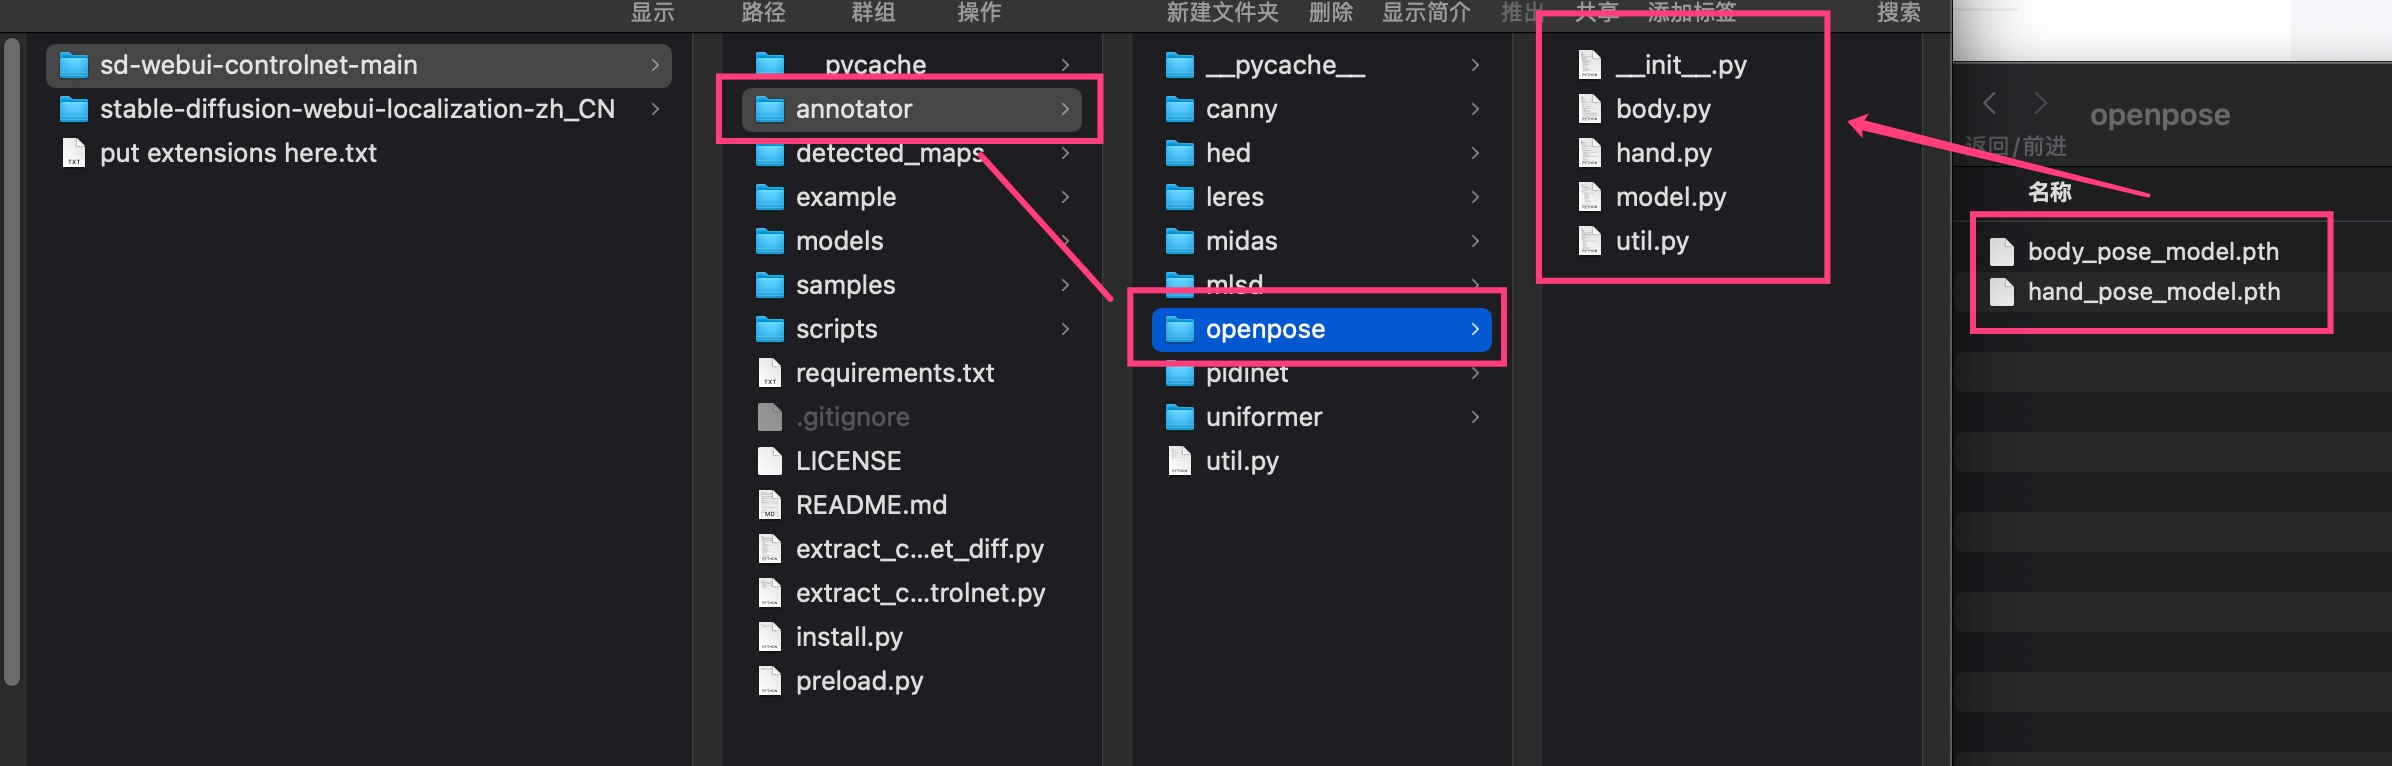 显示 路径 群组 操作 新建文件夹 删除 显示简介 推出 共享 添加标签 搜索
sd-webui-controlnet-main
stable-diffusion-webui-localization-zh_CN
put extensions here.txt
pycache
annotator
detected_maps
example
models
samples
scripts
requirements.txt
.gitignore
LICENSE
README.md
extract_c...et_diff.py
extract_c...trolnet.py
install.py
preload.py
__pycache__
canny
hed
leres
midas
mlsd
openpose
pidinet
uniformer
util.py
__init__.py
body.py
hand.py
model.py
util.py
openpose
返回/前进
名称
body_pose_model.pth
hand_pose_model.pth